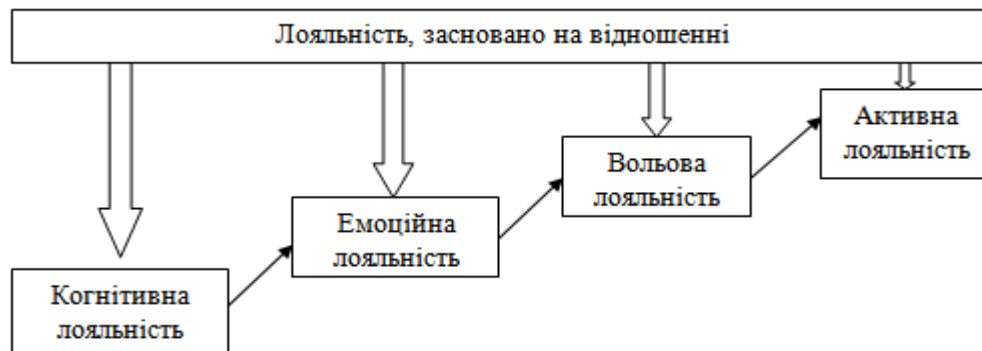 Лояльність, засновано на відношенні
Активна
лояльність
Вольова
лояльність
Емоційна
лояльність
Когнітивна
лояльність